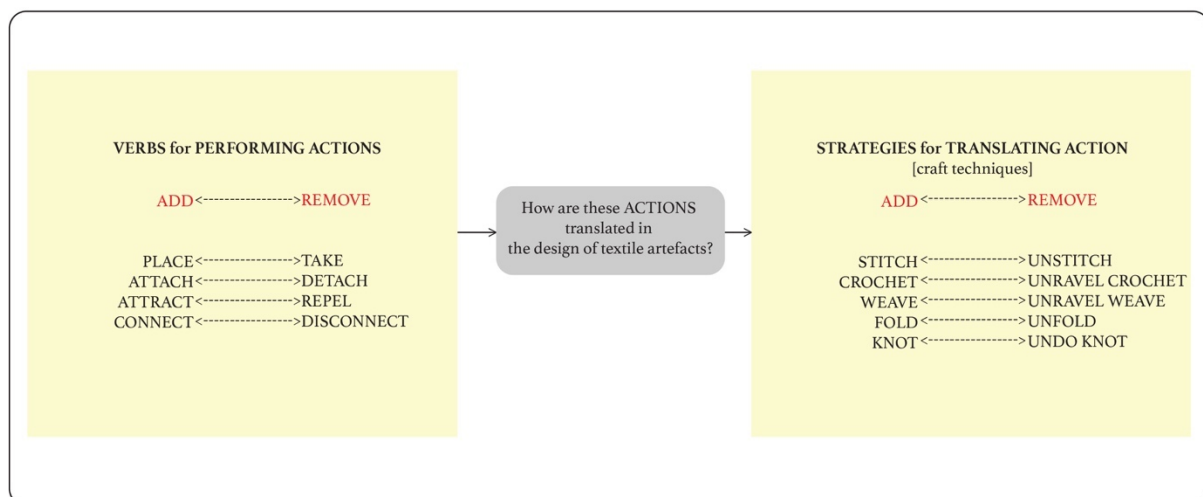 VERBS for PERFORMING ACTIONS
ADD<----------------->REMOVE
PLACE<----------------->TAKE
ATTACH<----------------->DETACH
ATTRACT<----------------->REPEL
CONNECT<----------------->DISCONNECT
How are these ACTIONS
translated in
the design of textile artefacts?
STRATEGIES for TRANSLATING ACTION
[craft techniques]
ADD<----------------->REMOVE
STITCH<----------------->UNSTITCH
CROCHET<----------------->UNRAVEL CROCHET
WEAVE<----------------->UNRAVEL WEAVE
FOLD<----------------->UNFOLD
KNOT<----------------->UNDO KNOT